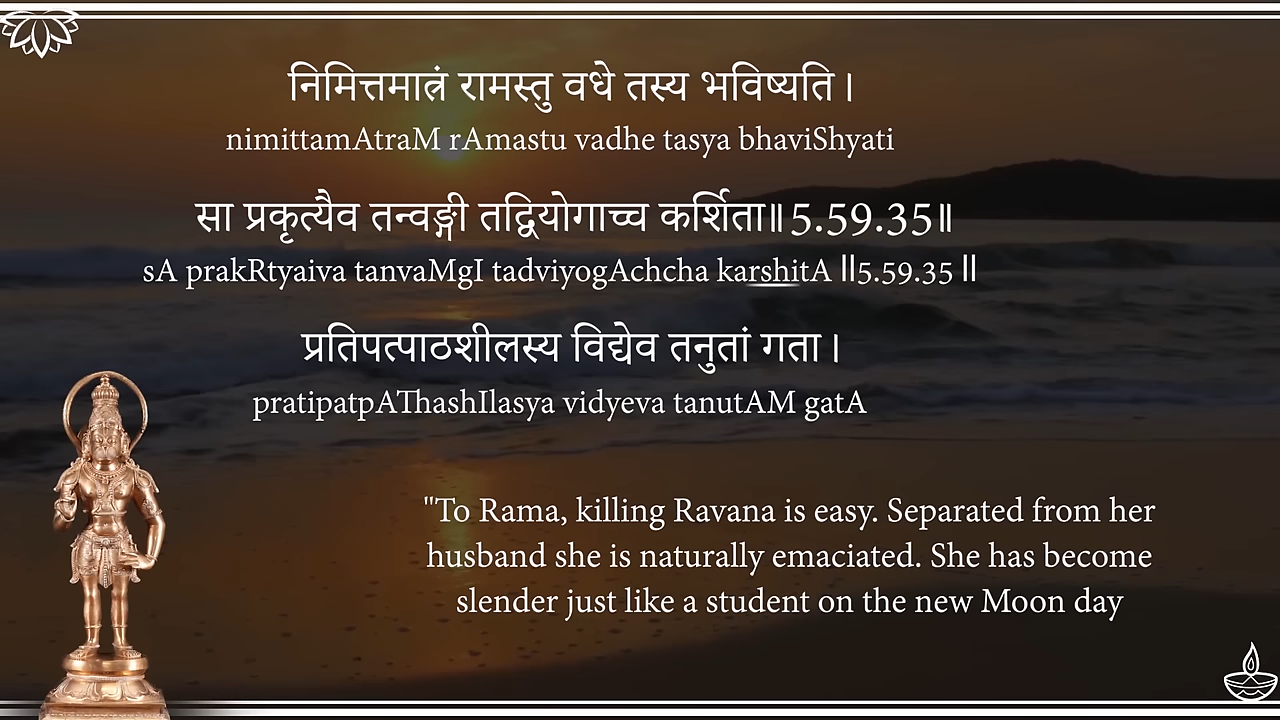 निमित्तमात्रं रामस्तु वधे तस्य भविष्यति ।
nimittamAtraM rAmastu vadhe tasya bhaviShyati
सा प्रकृत्यैव तन्वङ्गी तद्वियोगाच्च कर्शिता॥5.59.35॥
sA prakRtyaiva tanvaMgI tadviyogAchcha karshitA ||5.59.35 ||
प्रतिपत्पाठशीलस्य विद्येव तनुतां गता ।
pratipatpAThashIlasya vidyeva tanutAM gatA
"To Rama, killing Ravana is easy. Separated from her
husband she is naturally emaciated. She has become
slender just like a student on the new Moon day